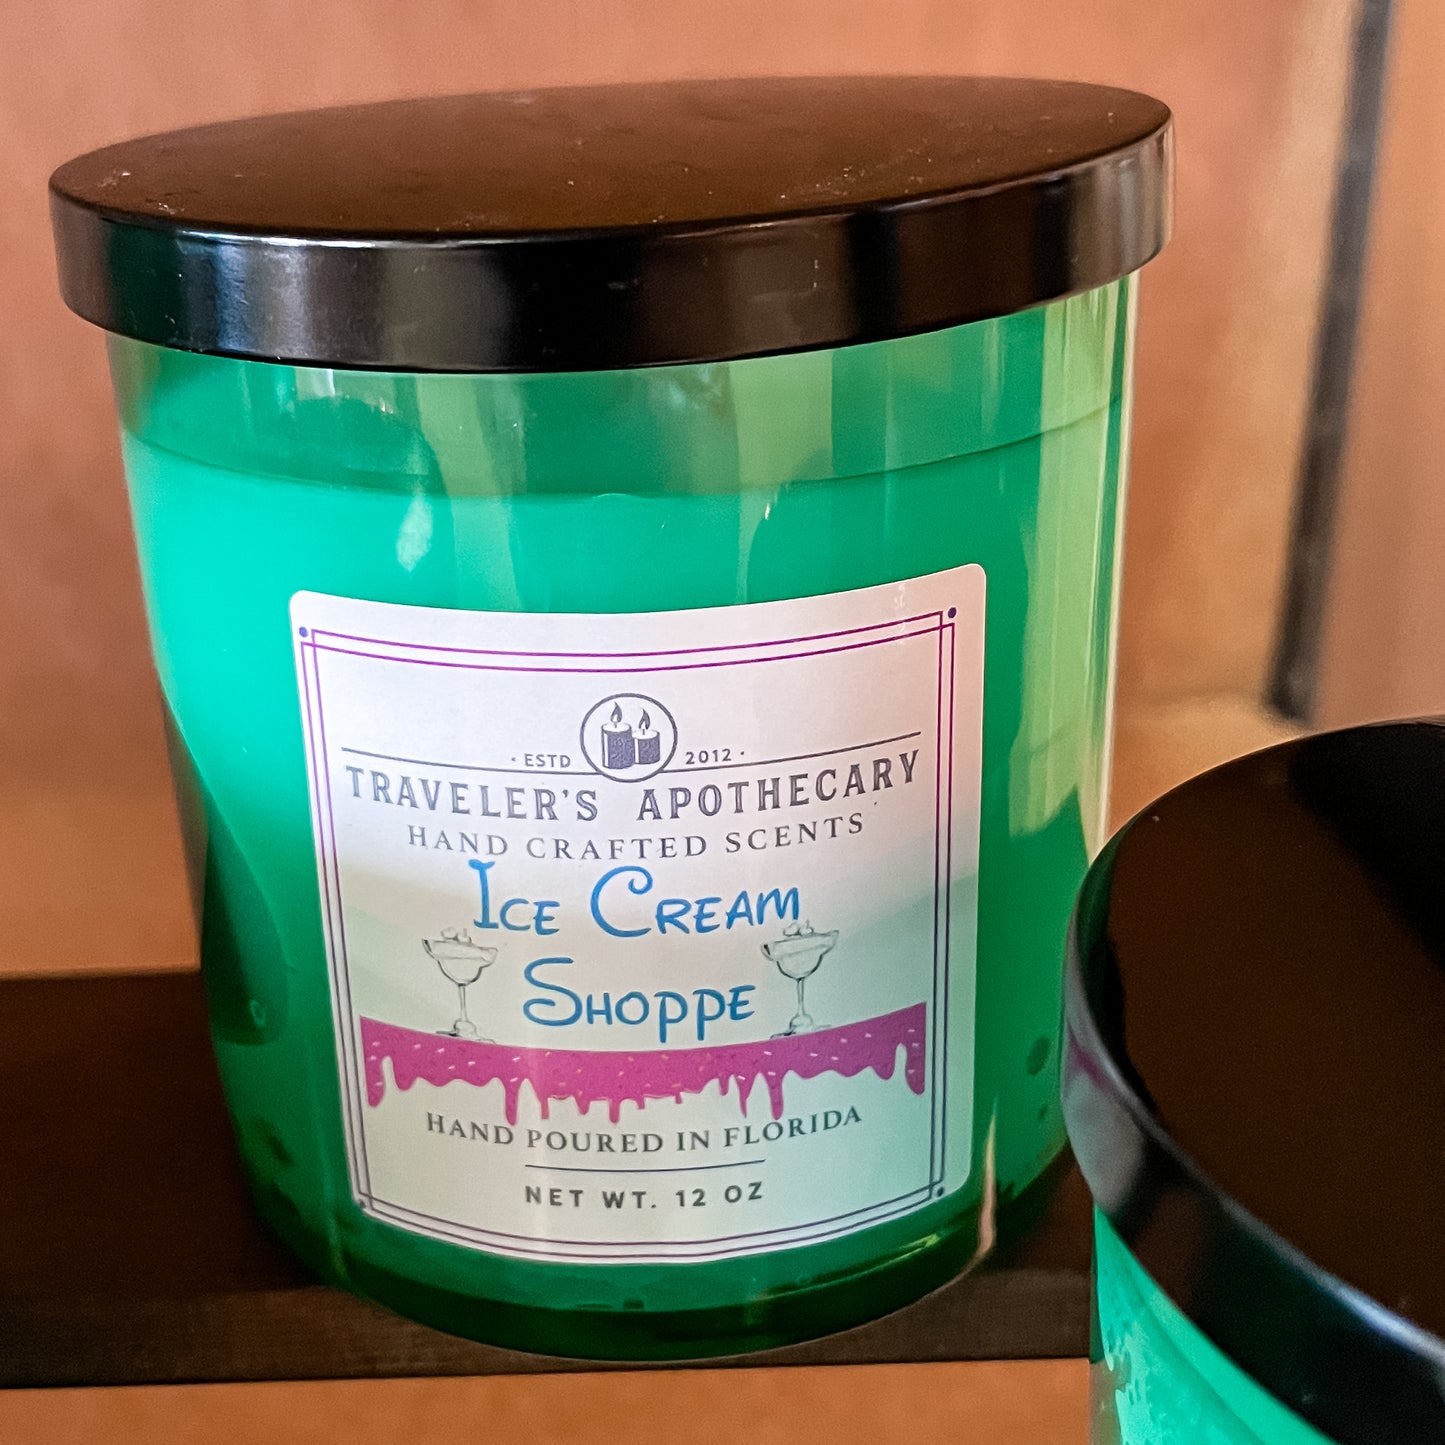 · ESTD 2012 ·
TRAVELER'S APOTHECARY
HAND CRAFTED SCENTS
ICE CREAM
SHOPPE
HAND POURED IN FLORIDA
NET WT. 12 OZ